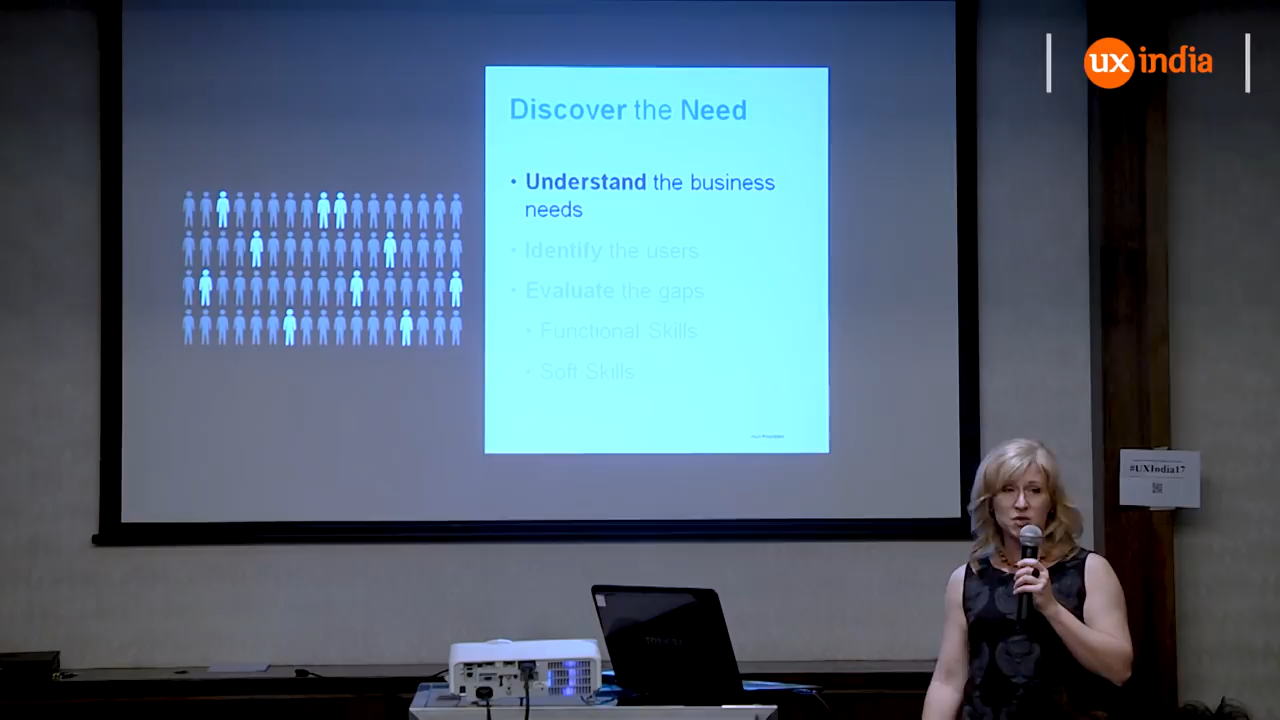 ux india
Discover the Need
• Understand the business
needs
• Identify the users
• Evaluate the gaps
• Functional Skills
• Soft Skills
#UXIndia17